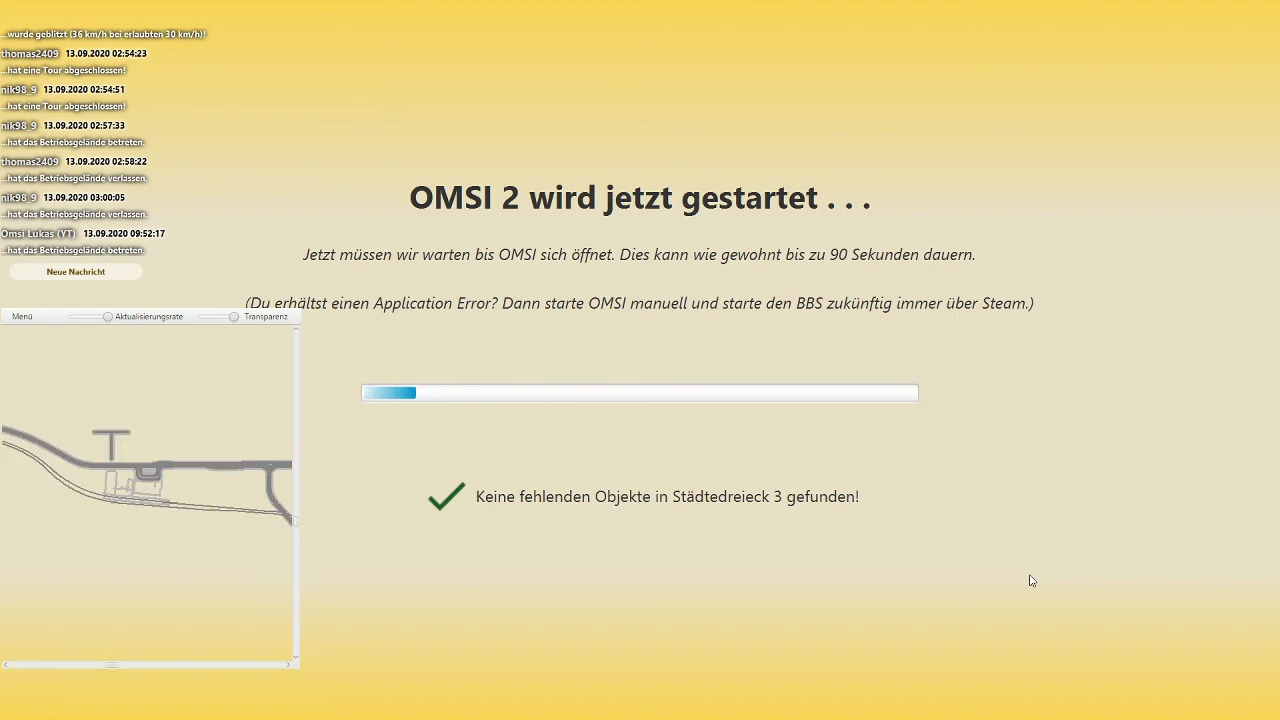 ...wurde geblitzt (36 km/h bei erlaubten 30 km/h)!
thomas2409 13.09.2020 02:54:23
...hat eine Tour abgeschlossen!
nik98_9 13.09.2020 02:54:51
...hat eine Tour abgeschlossen!
nik98_9 13.09.2020 02:57:33
...hat das Betriebsgelände betreten.
thomas2409 13.09.2020 02:58:22
...hat das Betriebsgelände verlassen.
nik98_9 13.09.2020 03:00:05
...hat das Betriebsgelände verlassen.
Omsi Lukas (YT) 13.09.2020 09:52:17
...hat das Betriebsgelände betreten.
Neue Nachricht
OMSI 2 wird jetzt gestartet . . .
Jetzt müssen wir warten bis OMSI sich öffnet. Dies kann wie gewohnt bis zu 90 Sekunden dauern.
(Du erhältst einen Application Error? Dann starte OMSI manuell und starte den BBS zukünftig immer über Steam.)
Menü Aktualisierungsrate Transparenz
Keine fehlenden Objekte in Städtedreieck 3 gefunden!